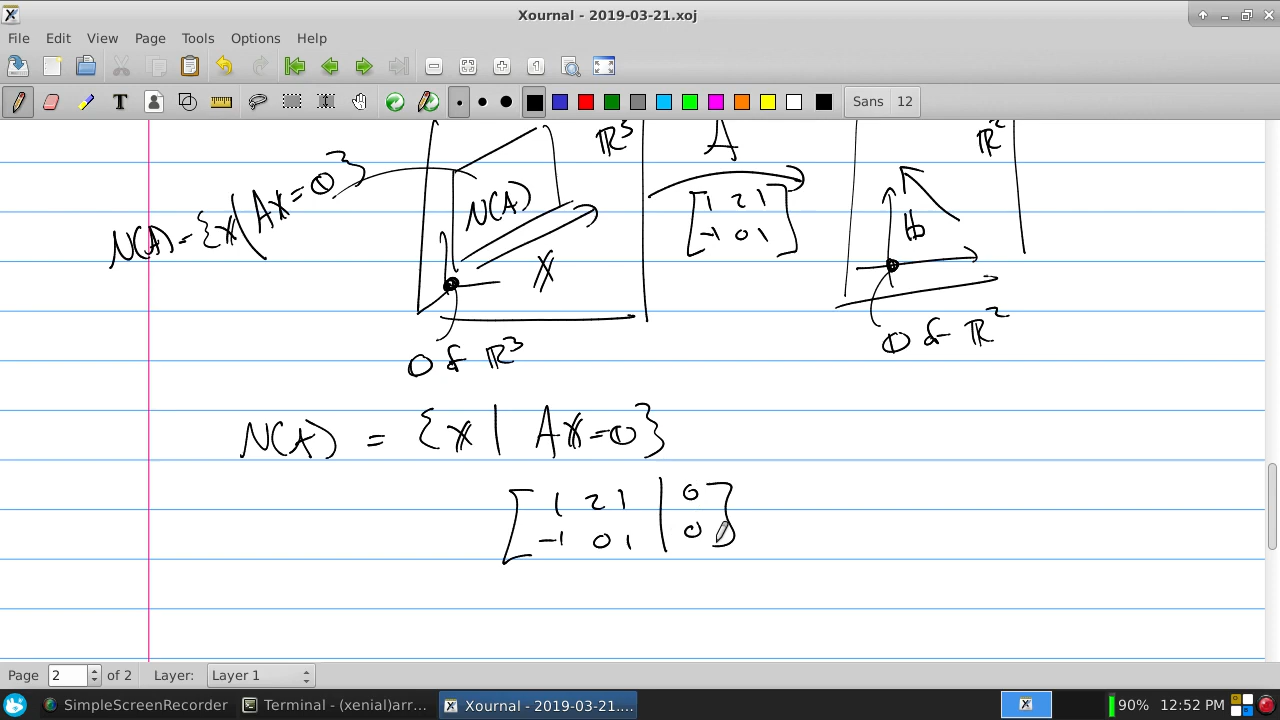 Xournal - 2019-03-21.xoj
File Edit View Page Tools Options Help
Sans 12
ℝ³ A ℝ²
N(A) = {x | Ax = 0}
N(A)
[1 2 1
-1 0 1]
x
b
0 of ℝ³
0 of ℝ²
N(A) = {x | Ax = 0}
[1 2 1 | 0
-1 0 1 | 0]
Page 2 of 2 Layer: Layer 1
SimpleScreenRecorder Terminal - (xenial)arr... Xournal - 2019-03-21.... 90% 12:52 PM